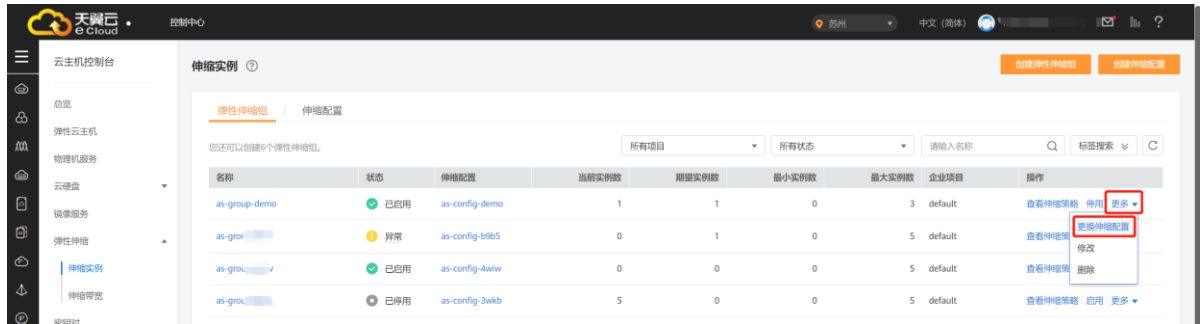 天翼云
e Cloud
控制中心
苏州
中文（简体）
云主机控制台
总览
弹性云主机
物理机服务
云硬盘
镜像服务
弹性伸缩
伸缩实例
伸缩带宽
密钥对
伸缩实例
创建弹性伸缩组 创建伸缩配置
弹性伸缩组 伸缩配置
您还可以创建6个弹性伸缩组。
所有项目 所有状态 请输入名称 标签搜索
名称 状态 伸缩配置 当前实例数 期望实例数 最小实例数 最大实例数 企业项目 操作
as-group-demo 已启用 as-config-demo 1 1 0 3 default 查看伸缩策略 停用 更多
as-gro 异常 as-config-b9b5 0 1 0 5 default 查看伸缩策
as-grou 已启用 as-config-4wiw 0 0 0 5 default 查看伸缩策
as-grou 已停用 as-config-3wkb 5 0 0 5 default 查看伸缩策略 启用 更多
更换伸缩配置
修改
删除